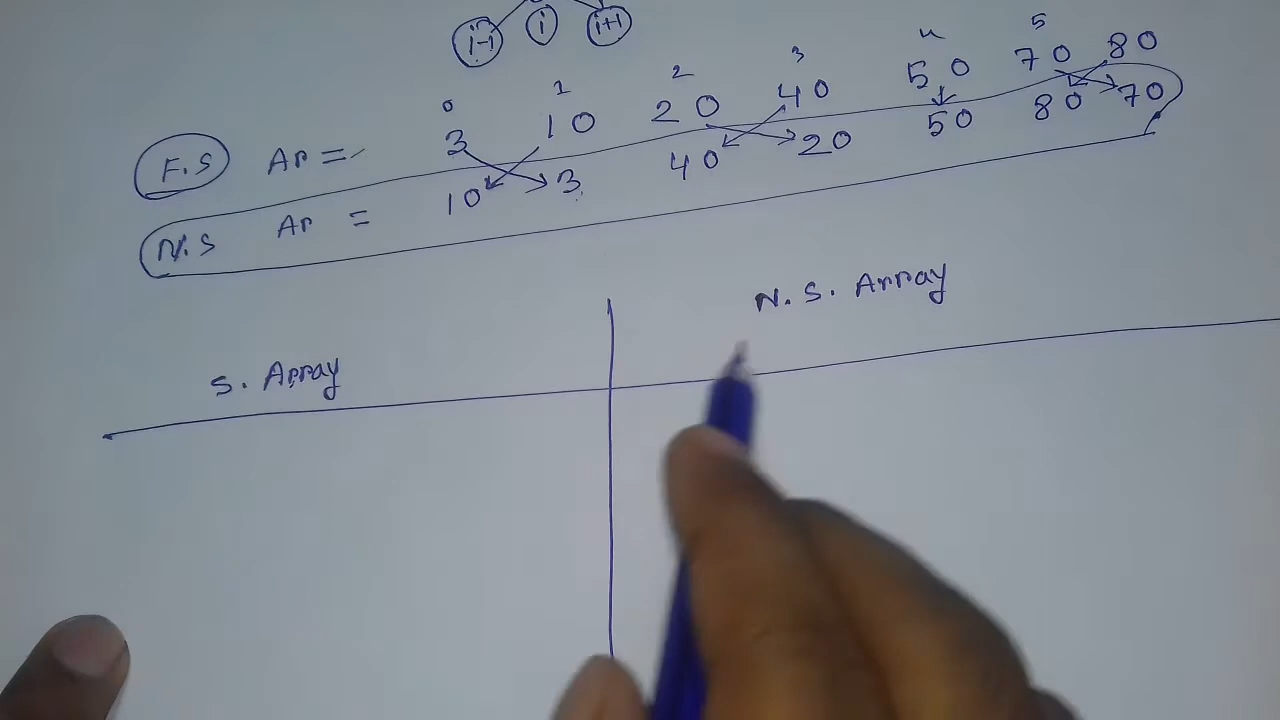 i-1 i i+1
0 1 2 3 4 5
F.S Ar = 3 10 20 40 50 70 80
N.S Ar = 10 3 40 20 50 80 70
N. S. Array
S. Array